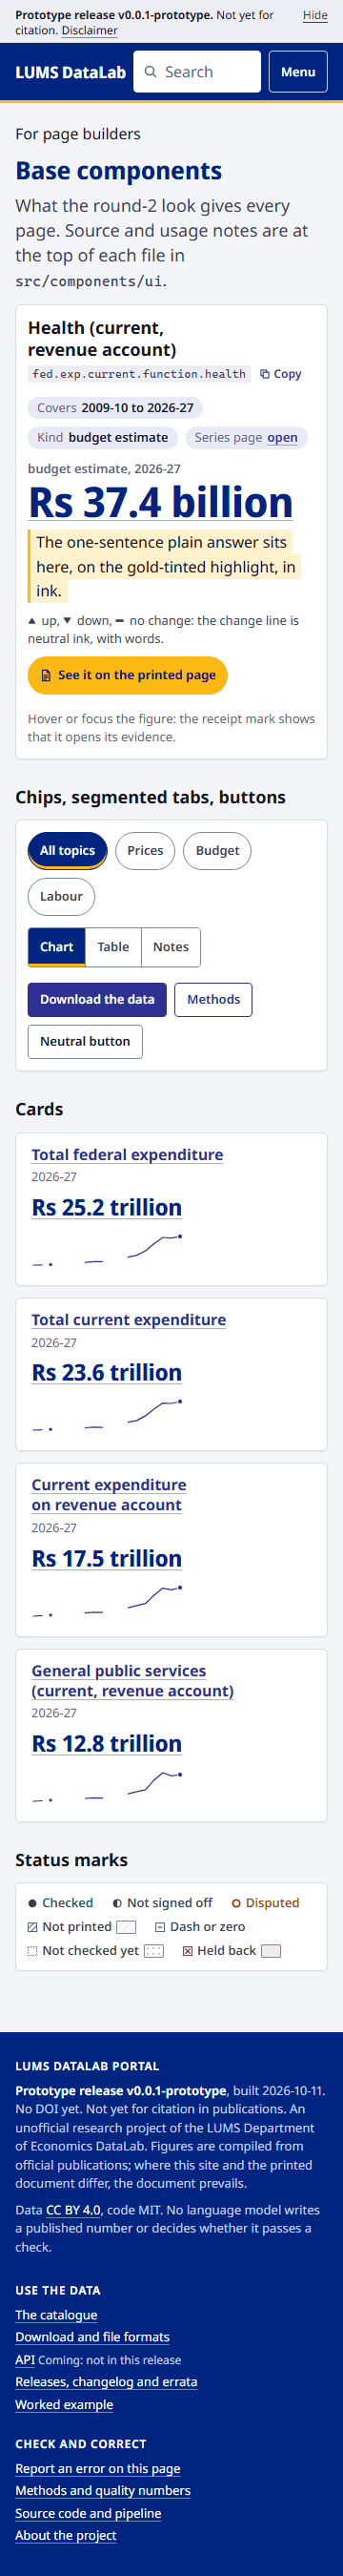 Prototype release v0.0.1-prototype. Not yet for
citation. Disclaimer
Hide
LUMS DataLab
Search
Menu
For page builders
Base components
What the round-2 look gives every
page. Source and usage notes are at
the top of each file in
src/components/ui.
Health (current,
revenue account)
fed.exp.current.function.health
Copy
Covers 2009-10 to 2026-27
Kind budget estimate
Series page open
budget estimate, 2026-27
Rs 37.4 billion
The one-sentence plain answer sits
here, on the gold-tinted highlight, in
ink.
▲ up, ▼ down, ━ no change: the change line is
neutral ink, with words.
See it on the printed page
Hover or focus the figure: the receipt mark shows
that it opens its evidence.
Chips, segmented tabs, buttons
All topics
Prices
Budget
Labour
Chart
Table
Notes
Download the data
Methods
Neutral button
Cards
Total federal expenditure
2026-27
Rs 25.2 trillion
Total current expenditure
2026-27
Rs 23.6 trillion
Current expenditure
on revenue account
2026-27
Rs 17.5 trillion
General public services
(current, revenue account)
2026-27
Rs 12.8 trillion
Status marks
Checked
Not signed off
Disputed
Not printed
Dash or zero
Not checked yet
Held back
LUMS DATALAB PORTAL
Prototype release v0.0.1-prototype, built 2026-10-11.
No DOI yet. Not yet for citation in publications. An
unofficial research project of the LUMS Department
of Economics DataLab. Figures are compiled from
official publications; where this site and the printed
document differ, the document prevails.
Data CC BY 4.0, code MIT. No language model writes
a published number or decides whether it passes a
check.
USE THE DATA
The catalogue
Download and file formats
API Coming: not in this release
Releases, changelog and errata
Worked example
CHECK AND CORRECT
Report an error on this page
Methods and quality numbers
Source code and pipeline
About the project